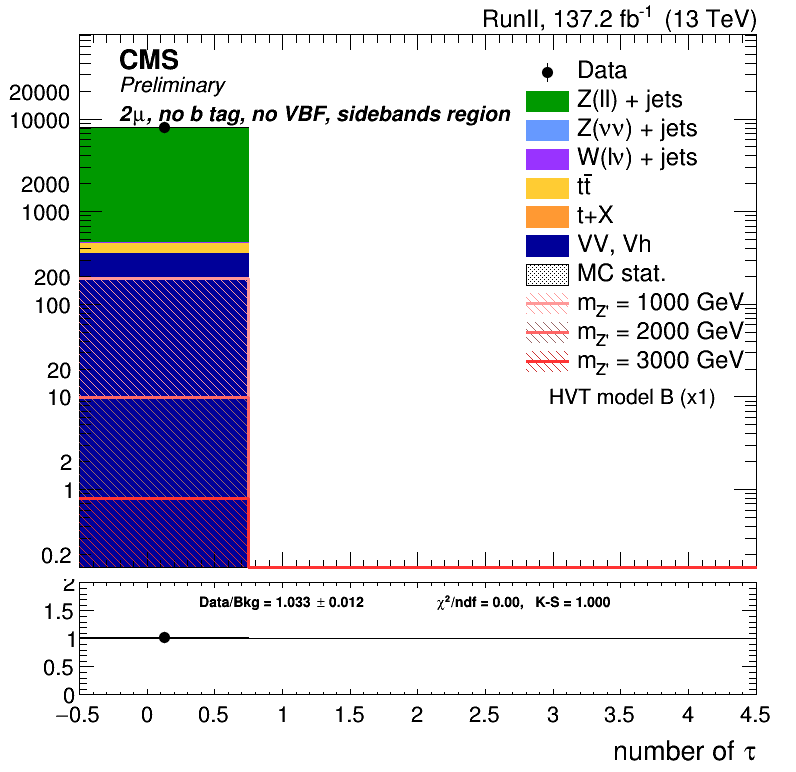 RunII, 137.2 fb⁻¹ (13 TeV)
CMS
Preliminary
2μ, no b tag, no VBF, sidebands region
Data
Z(ll) + jets
Z(νν) + jets
W(lν) + jets
tt̄
t+X
VV, Vh
MC stat.
m_Z' = 1000 GeV
m_Z' = 2000 GeV
m_Z' = 3000 GeV
HVT model B (x1)
20000
10000
2000
1000
200
100
20
10
2
1
0.2
Data/Bkg = 1.033 ± 0.012 χ²/ndf = 0.00, K-S = 1.000
2
1.5
1
0.5
0
−0.5 0 0.5 1 1.5 2 2.5 3 3.5 4 4.5
number of τ